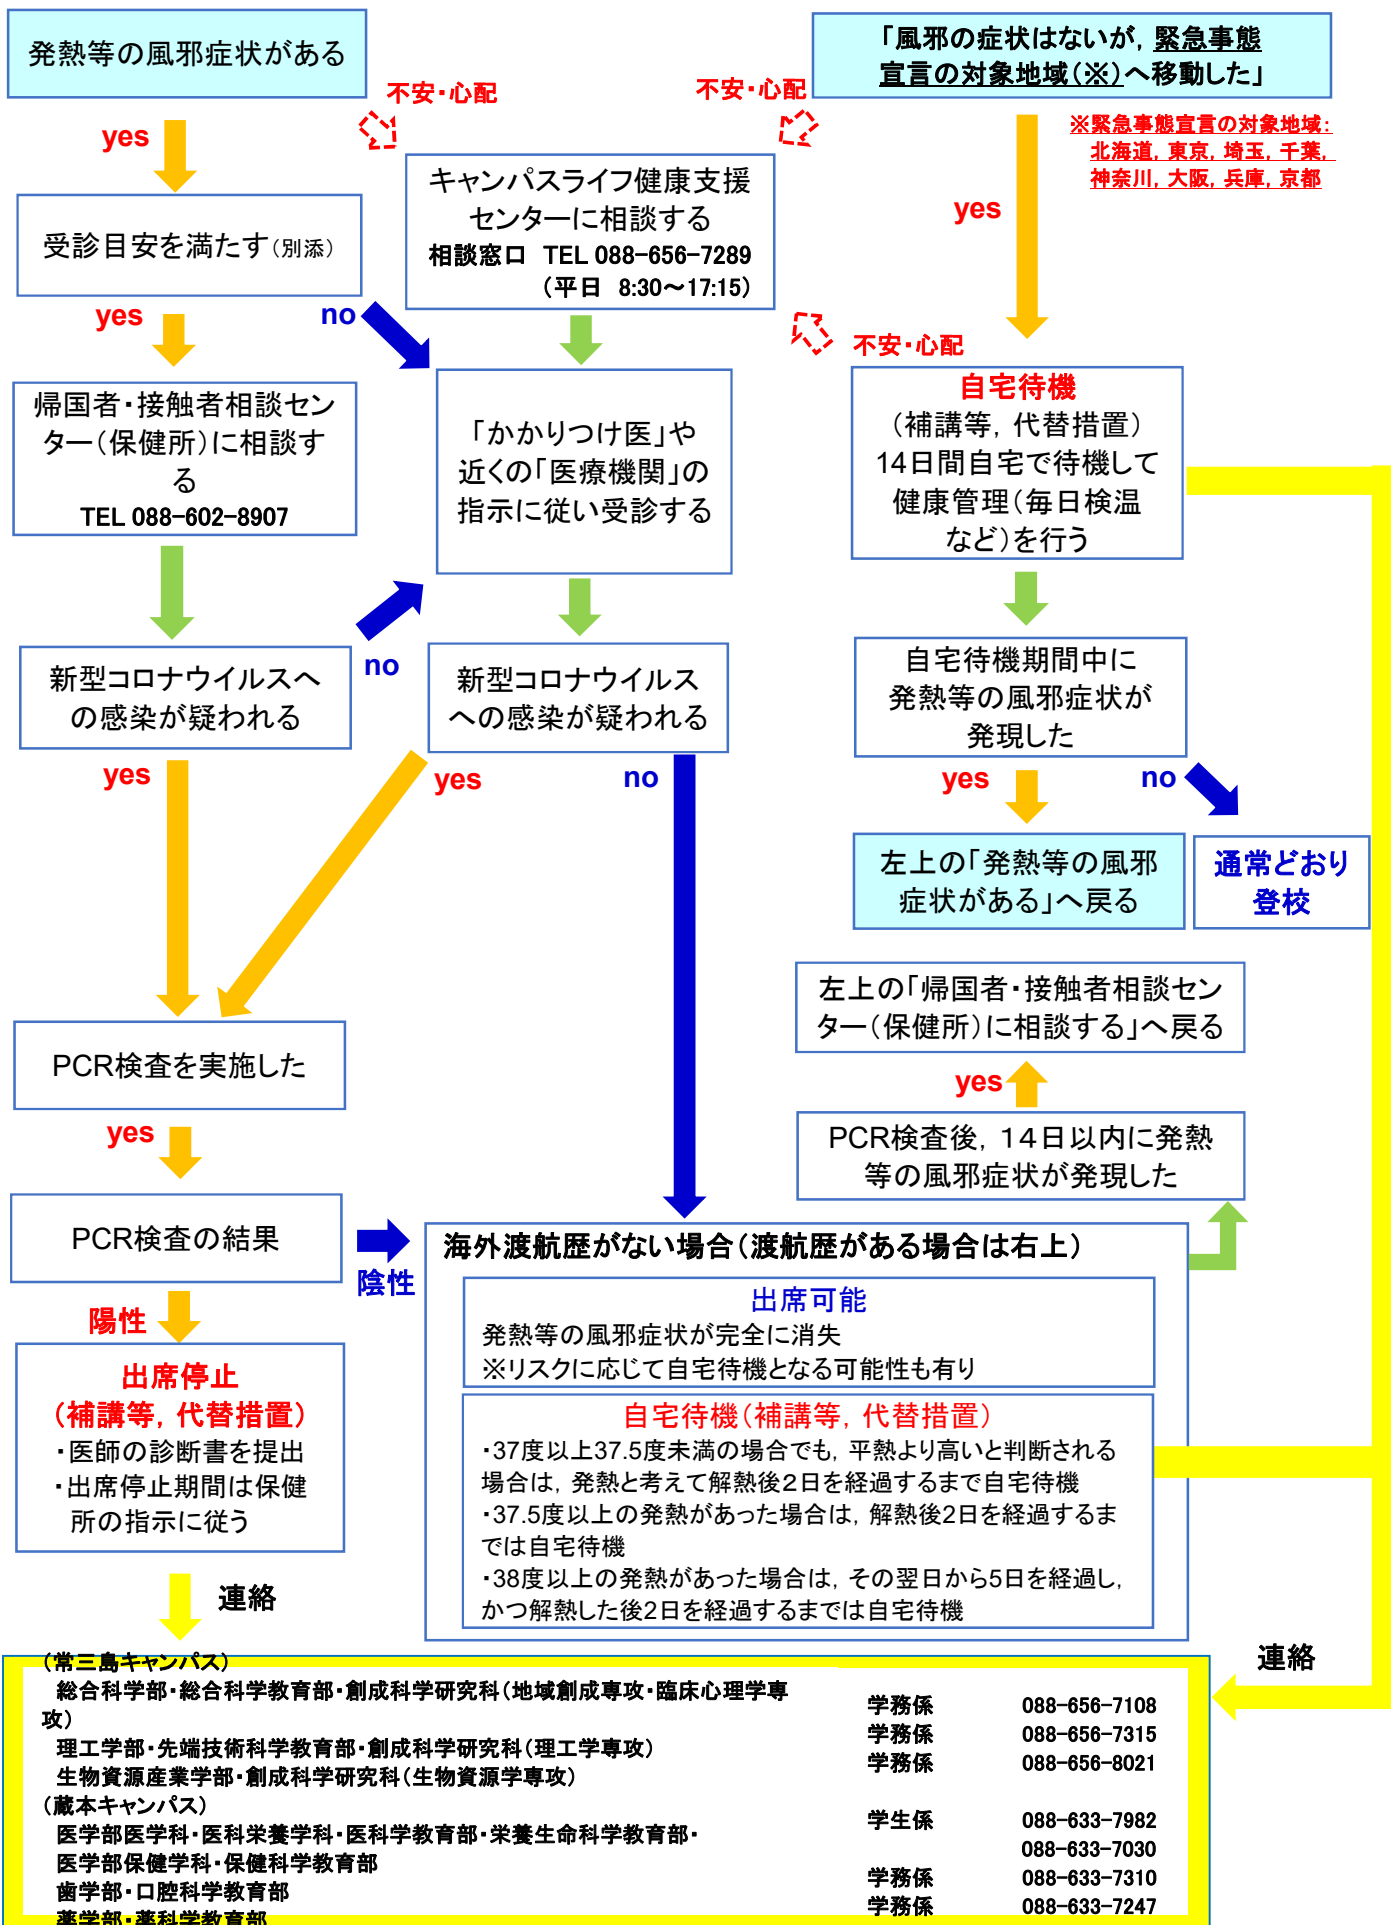 発熱等の風邪症状がある
「風邪の症状はないが，緊急事態
宣言の対象地域（※）へ移動した」
不安・心配
不安・心配
yes
※緊急事態宣言の対象地域：
北海道，東京，埼玉，千葉，
神奈川，大阪，兵庫，京都
キャンパスライフ健康支援
センターに相談する
相談窓口 TEL 088-656-7289
（平日 8:30～17:15）
yes
受診目安を満たす（別添）
yes
no
不安・心配
帰国者・接触者相談セン
ター（保健所）に相談す
る
TEL 088-602-8907
「かかりつけ医」や
近くの「医療機関」の
指示に従い受診する
自宅待機
（補講等，代替措置）
14日間自宅で待機して
健康管理（毎日検温
など）を行う
no
新型コロナウイルスへ
の感染が疑われる
新型コロナウイルス
への感染が疑われる
自宅待機期間中に
発熱等の風邪症状が
発現した
yes
yes
no
yes
no
左上の「発熱等の風邪
症状がある」へ戻る
通常どおり
登校
左上の「帰国者・接触者相談セン
ター（保健所）に相談する」へ戻る
PCR検査を実施した
yes
yes
PCR検査後，１４日以内に発熱
等の風邪症状が発現した
PCR検査の結果
陰性
陽性
海外渡航歴がない場合（渡航歴がある場合は右上）
出席可能
発熱等の風邪症状が完全に消失
※リスクに応じて自宅待機となる可能性も有り
出席停止
（補講等，代替措置）
・医師の診断書を提出
・出席停止期間は保健
所の指示に従う
自宅待機（補講等，代替措置）
・37度以上37.5度未満の場合でも，平熱より高いと判断される
場合は，発熱と考えて解熱後２日を経過するまで自宅待機
・37.5度以上の発熱があった場合は，解熱後2日を経過するま
では自宅待機
・38度以上の発熱があった場合は，その翌日から5日を経過し，
かつ解熱した後2日を経過するまでは自宅待機
連絡
連絡
（常三島キャンパス）
総合科学部・総合科学教育部・創成科学研究科（地域創成専攻・臨床心理学専
攻） 学務係 088-656-7108
理工学部・先端技術科学教育部・創成科学研究科（理工学専攻） 学務係 088-656-7315
生物資源産業学部・創成科学研究科（生物資源学専攻） 学務係 088-656-8021
（蔵本キャンパス）
医学部医学科・医科栄養学科・医科学教育部・栄養生命科学教育部・ 学生係 088-633-7982
医学部保健学科・保健科学教育部 088-633-7030
歯学部・口腔科学教育部 学務係 088-633-7310
薬学部・薬科学教育部 学務係 088-633-7247